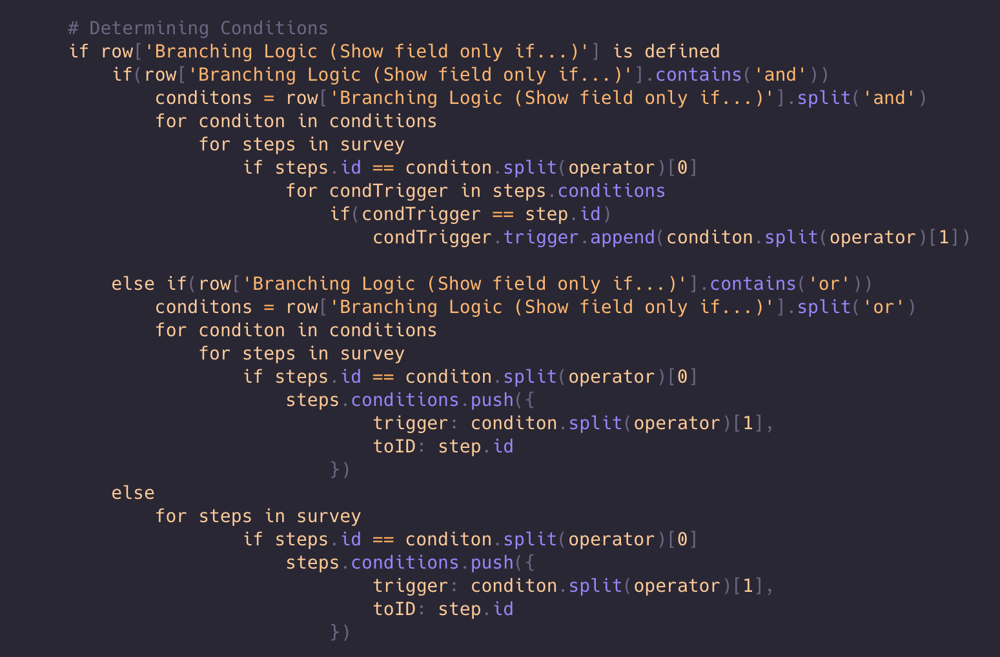 # Determining Conditions
if row['Branching Logic (Show field only if...)'] is defined
    if(row['Branching Logic (Show field only if...)'].contains('and'))
        conditons = row['Branching Logic (Show field only if...)'].split('and')
        for conditon in conditions
            for steps in survey
                if steps.id == conditon.split(operator)[0]
                    for condTrigger in steps.conditions
                        if(condTrigger == step.id)
                            condTrigger.trigger.append(conditon.split(operator)[1])

    else if(row['Branching Logic (Show field only if...)'].contains('or'))
        conditons = row['Branching Logic (Show field only if...)'].split('or')
        for conditon in conditions
            for steps in survey
                if steps.id == conditon.split(operator)[0]
                    steps.conditions.push({
                            trigger: conditon.split(operator)[1],
                            toID: step.id
                        })
    else
        for steps in survey
                if steps.id == conditon.split(operator)[0]
                    steps.conditions.push({
                            trigger: conditon.split(operator)[1],
                            toID: step.id
                        })